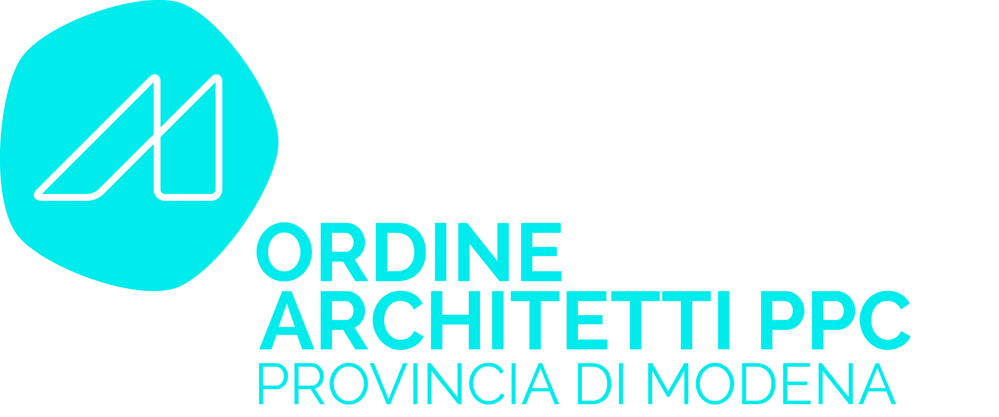 ORDINE
ARCHITETTI PPC
PROVINCIA DI MODENA